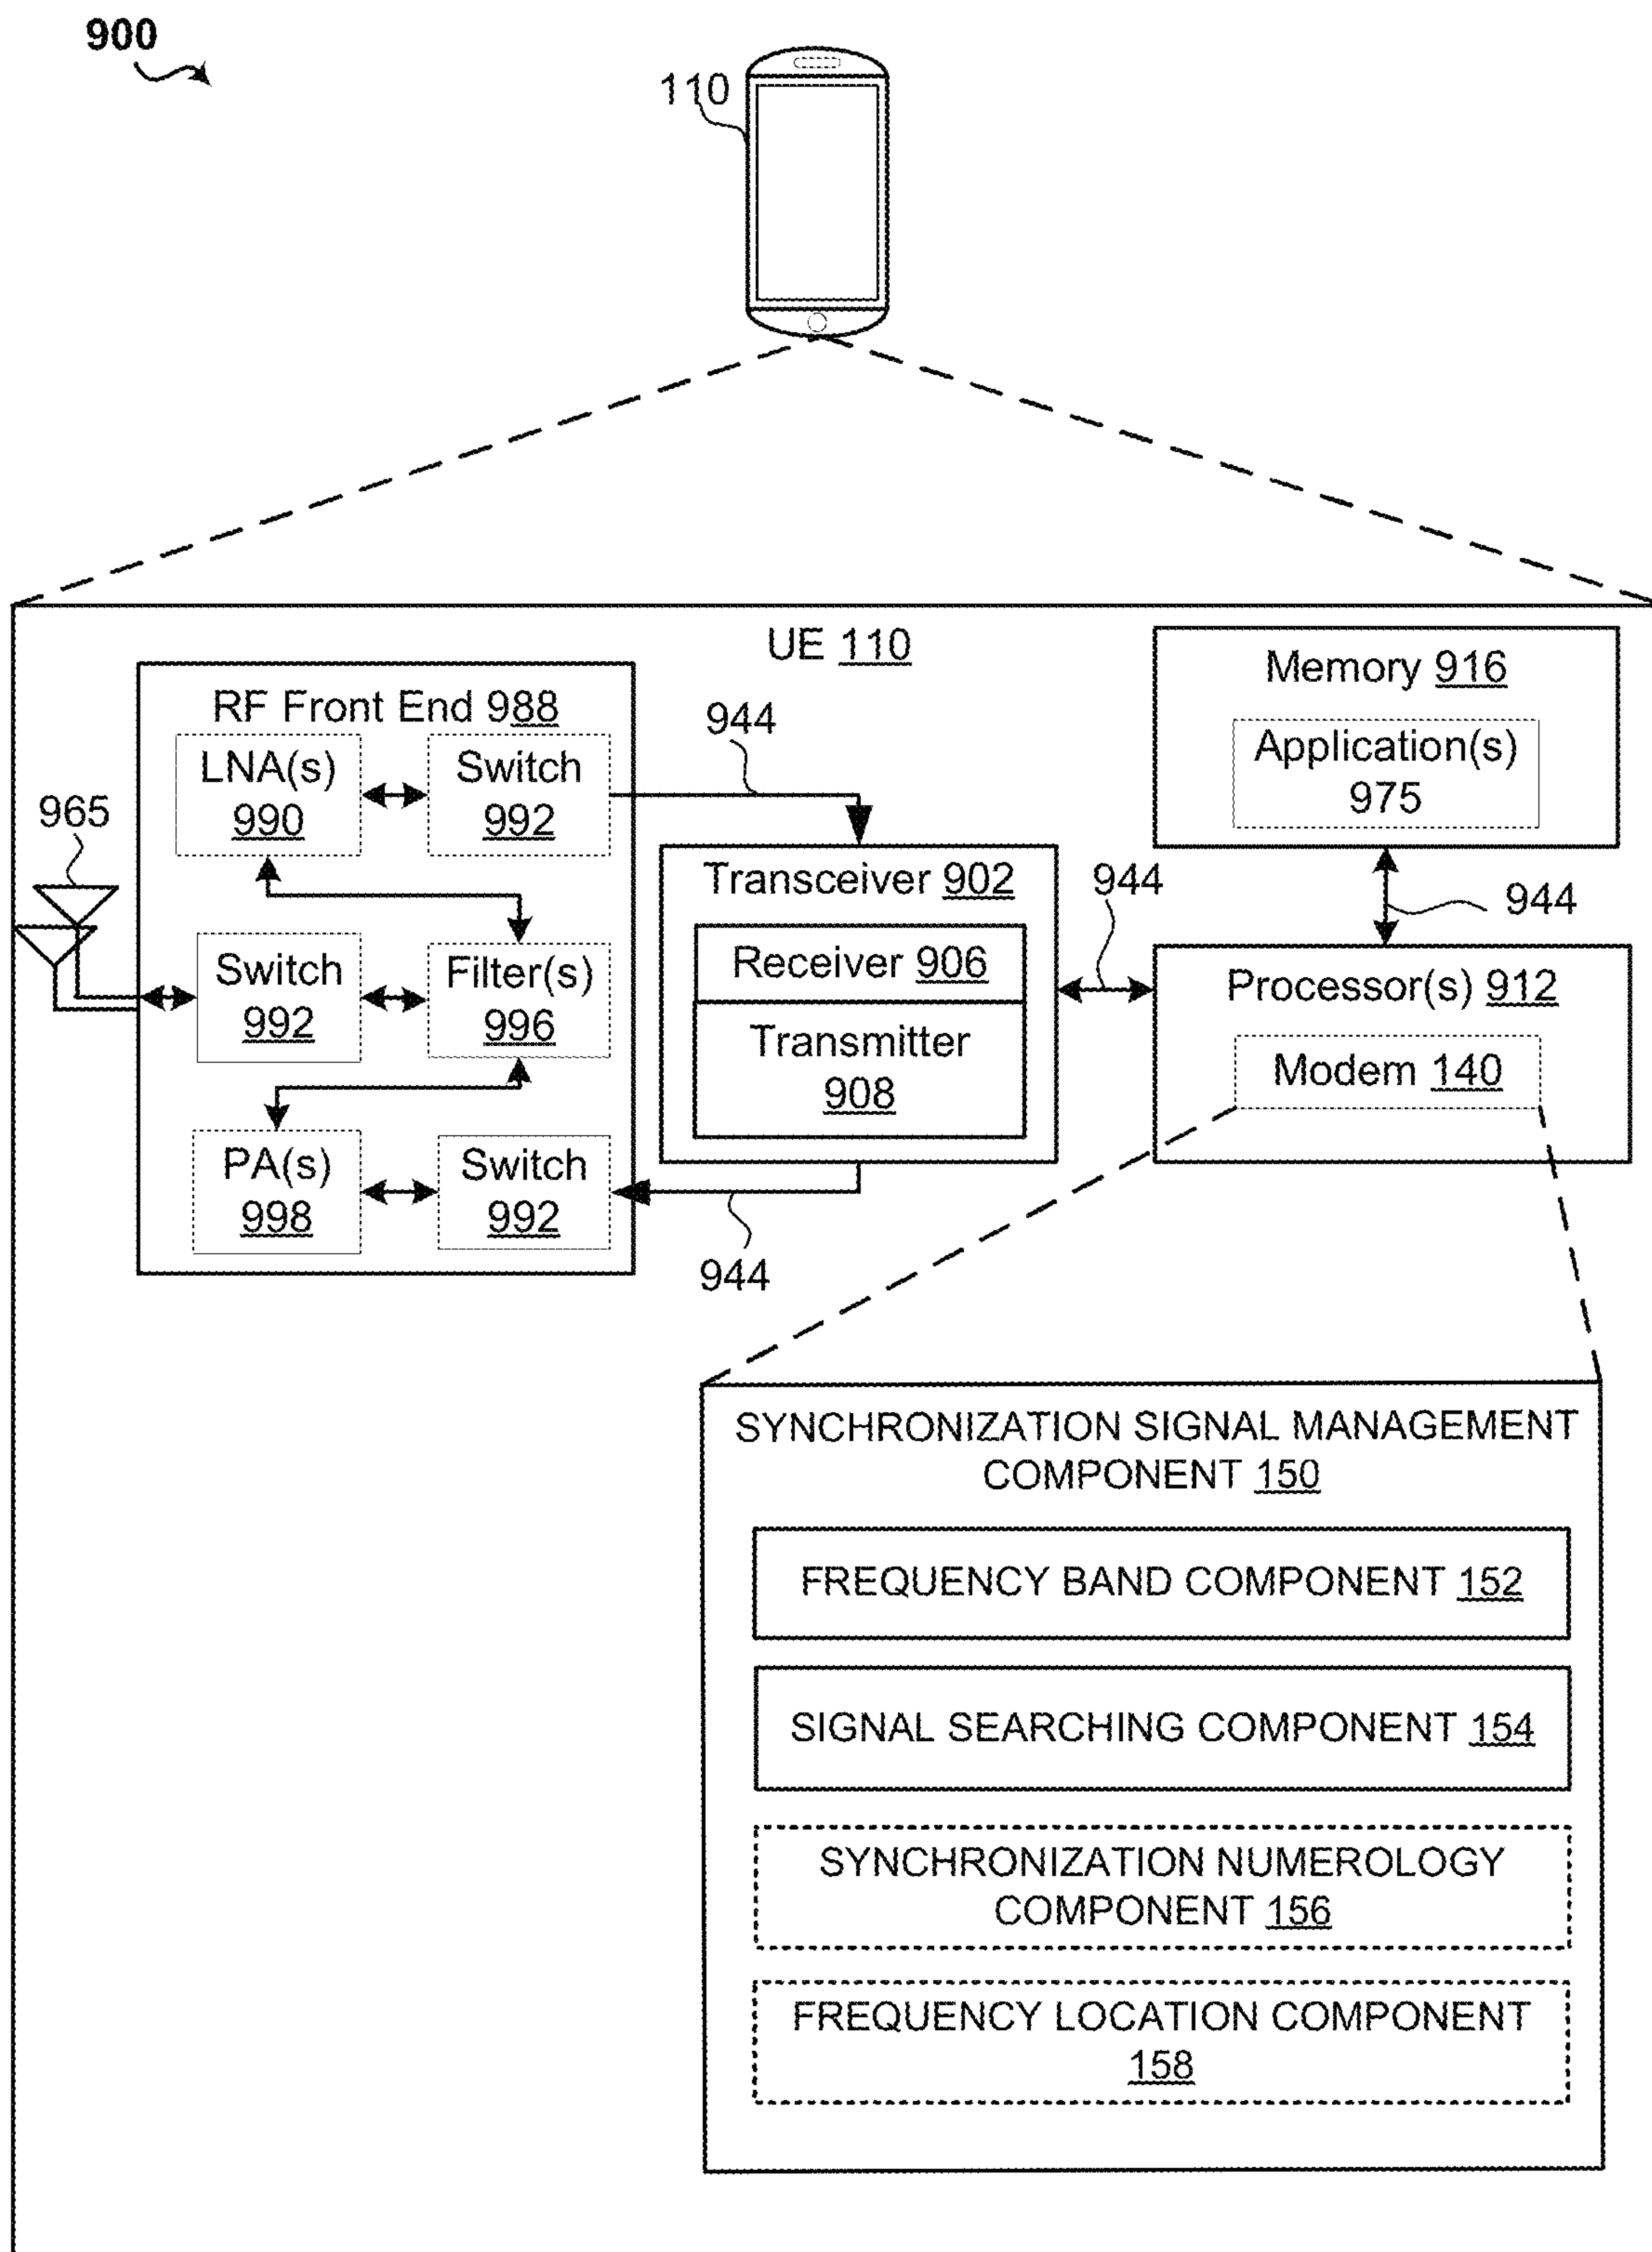 900
110
UE 110
RF Front End 988
LNA(s)
990
Switch
992
944
965
Switch
992
Filter(s)
996
PA(s)
998
Switch
992
944
Transceiver 902
Receiver 906
Transmitter
908
944
Memory 916
Application(s)
975
944
Processor(s) 912
Modem 140
SYNCHRONIZATION SIGNAL MANAGEMENT
COMPONENT 150
FREQUENCY BAND COMPONENT 152
SIGNAL SEARCHING COMPONENT 154
SYNCHRONIZATION NUMEROLOGY
COMPONENT 156
FREQUENCY LOCATION COMPONENT
158